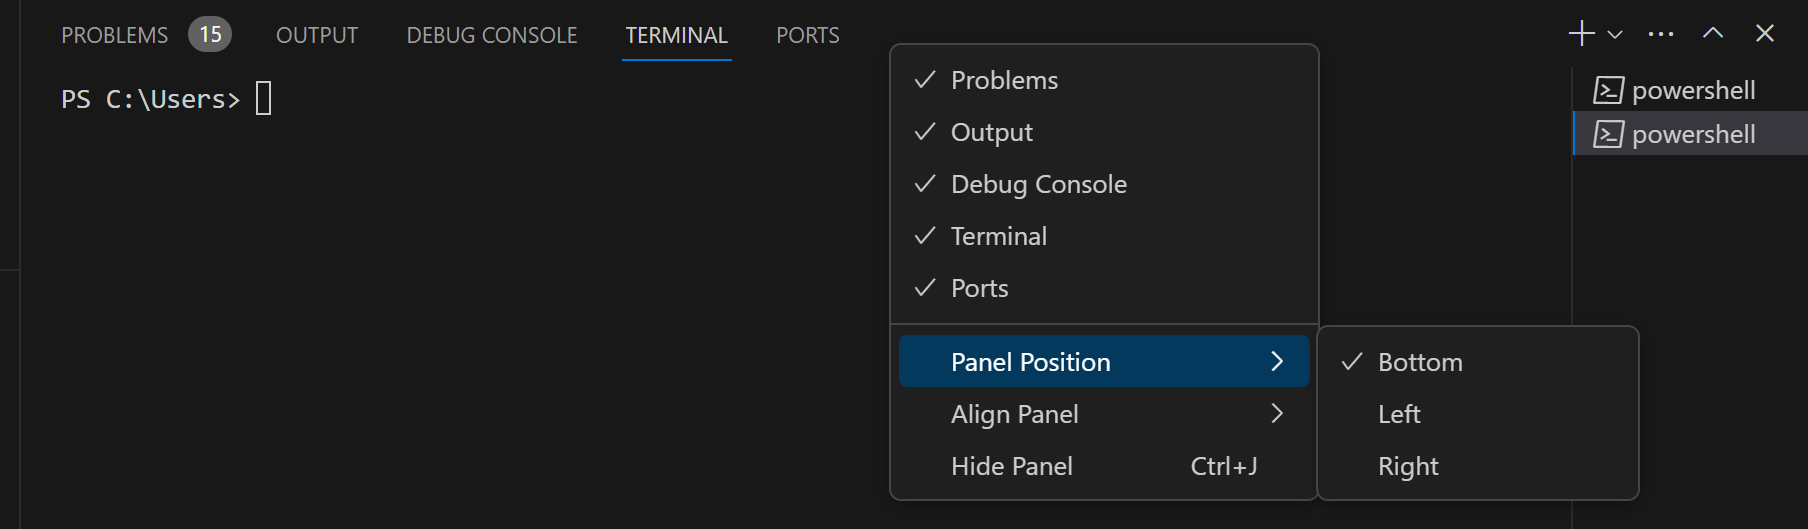 PROBLEMS 15 OUTPUT DEBUG CONSOLE TERMINAL PORTS
PS C:\Users>
powershell
powershell
Problems
Output
Debug Console
Terminal
Ports
Panel Position
Align Panel
Hide Panel Ctrl+J
Bottom
Left
Right